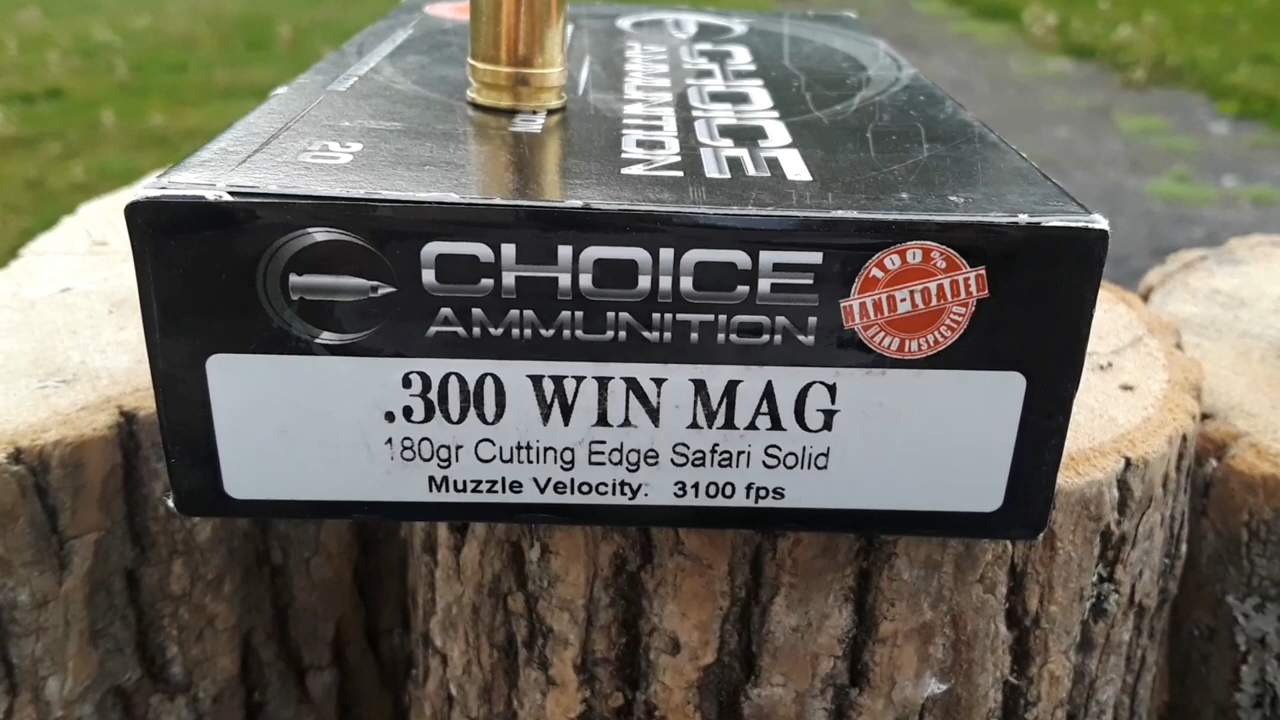 CHOICE
AMMUNITION
20
CHOICE
AMMUNITION
100%
HAND-LOADED
HAND INSPECTED
.300 WIN MAG
180gr Cutting Edge Safari Solid
Muzzle Velocity: 3100 fps